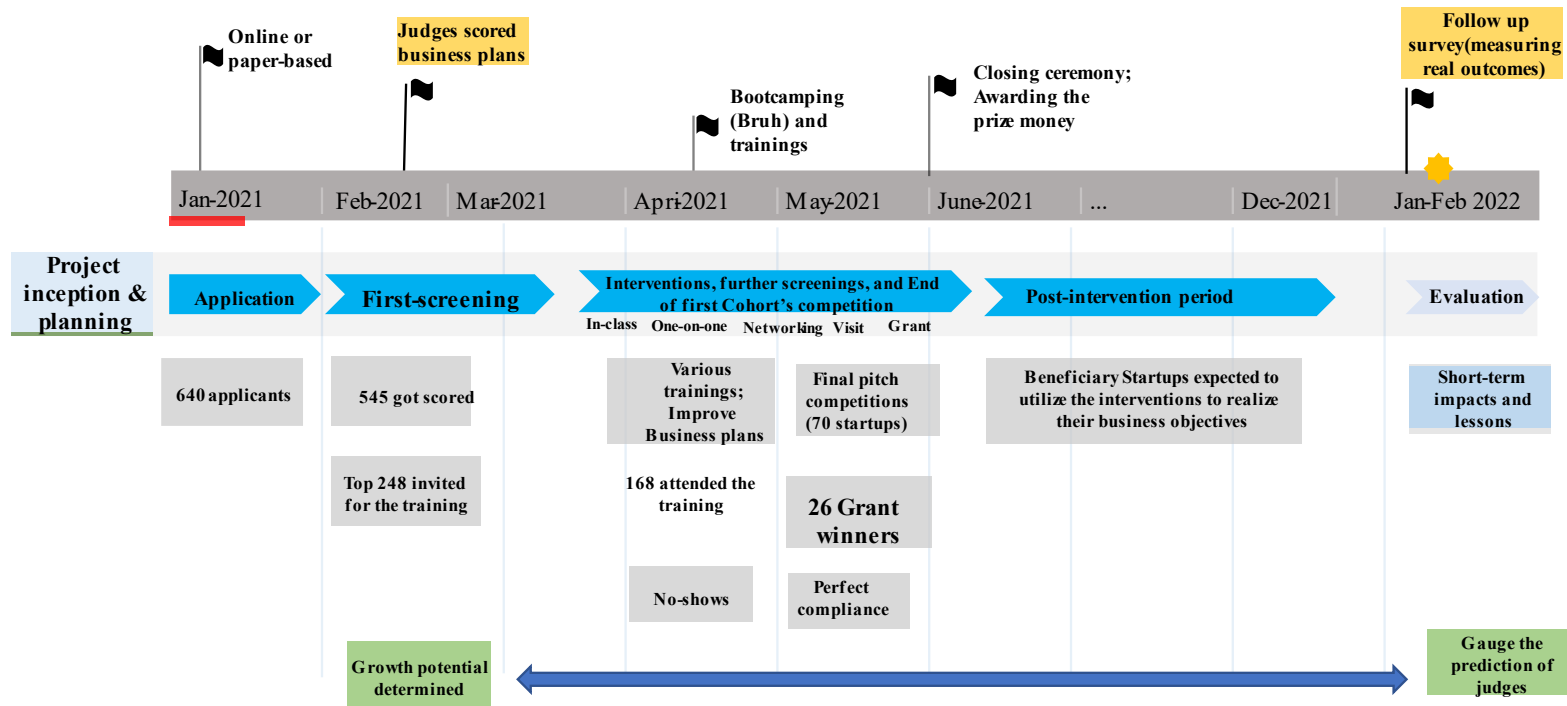 Online or
paper-based
Judges scored
business plans
Bootcamping
(Bruh) and
trainings
Closing ceremony;
Awarding the
prize money
Follow up
survey(measuring
real outcomes)
Jan-2021
Feb-2021
Mar-2021
Apri-2021
May-2021
June-2021
...
Dec-2021
Jan-Feb 2022
Project
inception &
planning
Application
First-screening
Interventions, further screenings, and End
of first Cohort's competition
Post-intervention period
Evaluation
In-class
One-on-one
Networking
Visit
Grant
640 applicants
545 got scored
Various
trainings;
Improve
Business plans
Final pitch
competitions
(70 startups)
Beneficiary Startups expected to
utilize the interventions to realize
their business objectives
Short-term
impacts and
lessons
Top 248 invited
for the training
168 attended the
training
26 Grant
winners
No-shows
Perfect
compliance
Growth potential
determined
Gauge the
prediction of
judges